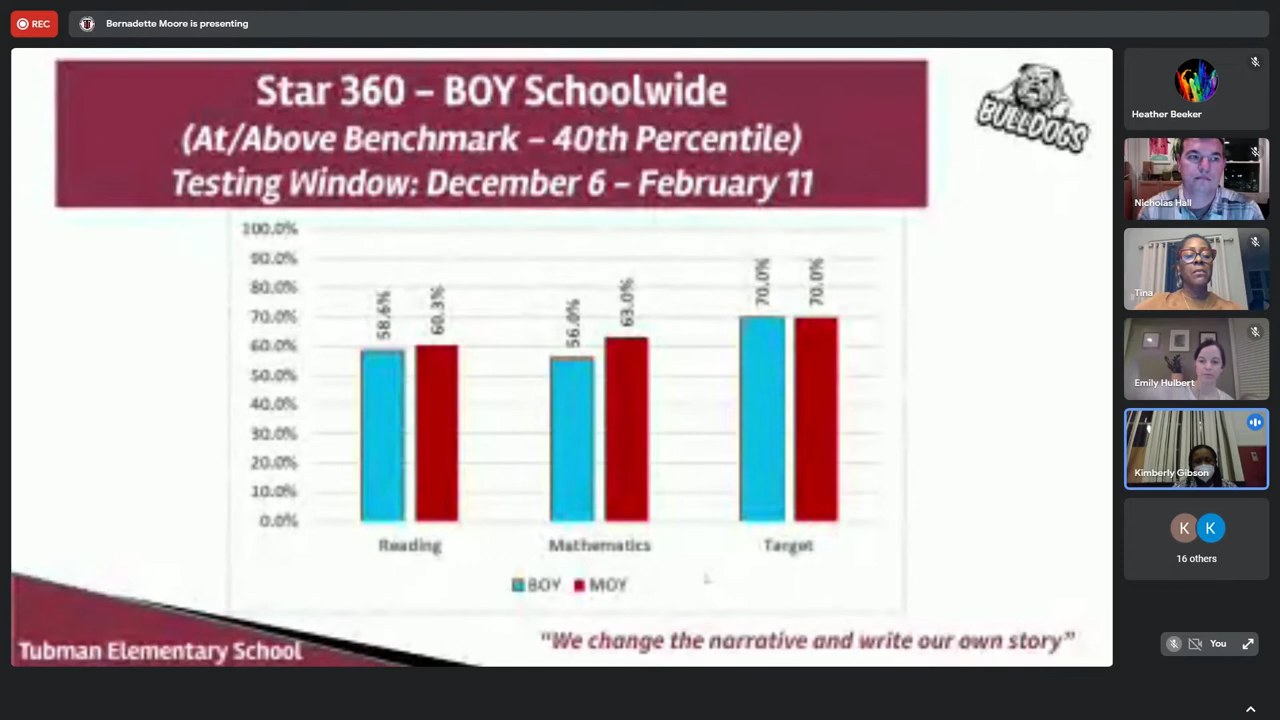 REC
Bernadette Moore is presenting
Star 360 – BOY Schoolwide
(At/Above Benchmark – 40th Percentile)
Testing Window: December 6 – February 11
BULLDOGS
100.0%
90.0%
80.0%
70.0%
60.0%
50.0%
40.0%
30.0%
20.0%
10.0%
0.0%
58.6%
60.3%
56.0%
63.0%
70.0%
70.0%
Reading
Mathematics
Target
BOY
MOY
Tubman Elementary School
"We change the narrative and write our own story"
Heather Beeker
Nicholas Hall
Tina
Emily Hulbert
Kimberly Gibson
K
K
16 others
You